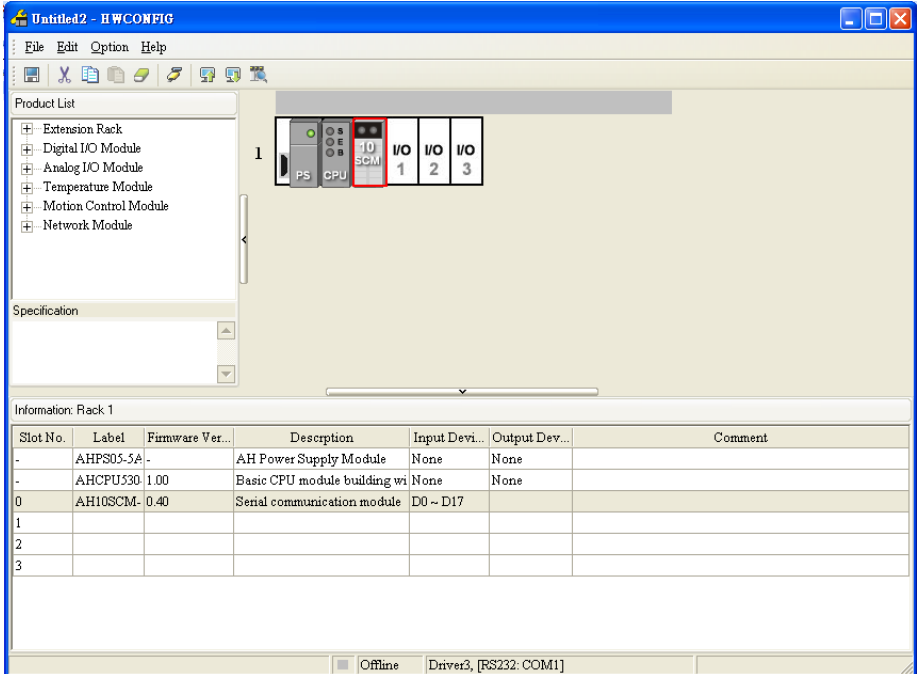 Untitled2 - HWCONFIG
File Edit Option Help
Product List
Extension Rack
Digital I/O Module
Analog I/O Module
Temperature Module
Motion Control Module
Network Module
Specification
1
PS
S
E
B
CPU
10
SCM
I/O
1
I/O
2
I/O
3
Information: Rack 1
Slot No. Label Firmware Ver... Descrption Input Devi... Output Dev... Comment
- AHPS05-5A - AH Power Supply Module None None
- AHCPU530- 1.00 Basic CPU module building wi None None
0 AH10SCM- 0.40 Serial communication module D0 ~ D17
1
2
3
Offline Driver3, [RS232: COM1]